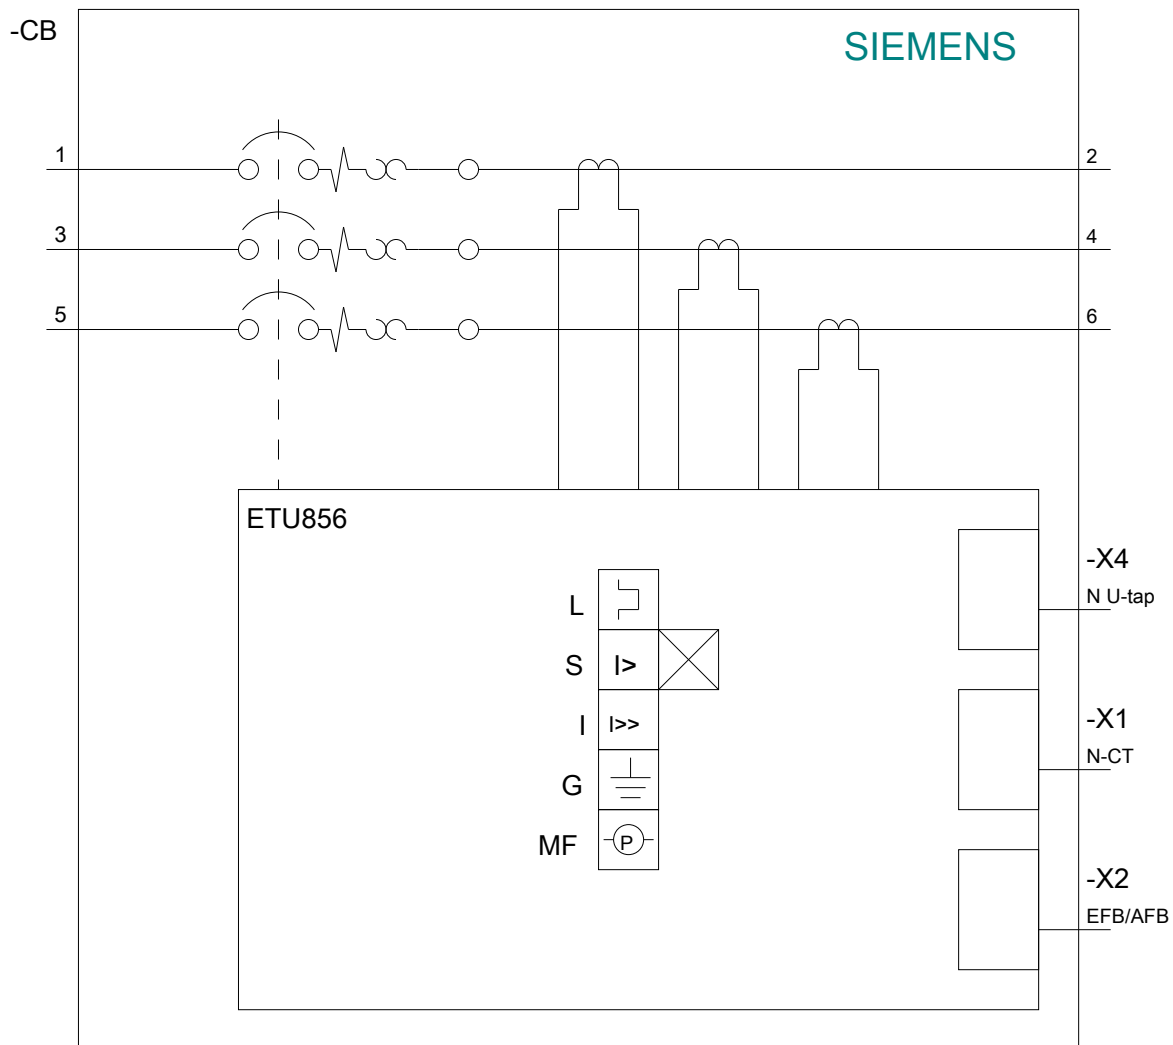 -CB
SIEMENS
1
2
3
4
5
6
ETU856
-X4
N U-tap
L
S
I>
I
I>>
-X1
N-CT
G
MF
P
-X2
EFB/AFB